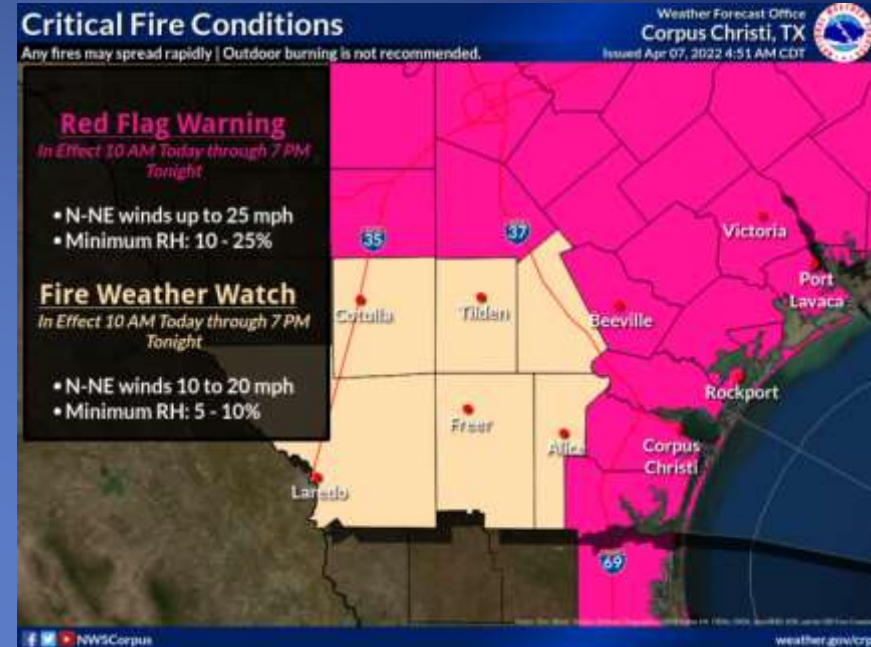 Critical Fire Conditions
Any fires may spread rapidly | Outdoor burning is not recommended.
Weather Forecast Office
Corpus Christi, TX
Issued Apr 07, 2022 4:51 AM CDT
Red Flag Warning
In Effect 10 AM Today through 7 PM
Tonight
• N-NE winds up to 25 mph
• Minimum RH: 10 - 25%
Fire Weather Watch
In Effect 10 AM Today through 7 PM
Tonight
• N-NE winds 10 to 20 mph
• Minimum RH: 5 - 10%
35
37
Victoria
Port
Lavaca
Cotulla
Tilden
Beeville
Rockport
Freer
Alice
Corpus
Christi
Laredo
69
NWSCorpus
weather.gov/crp